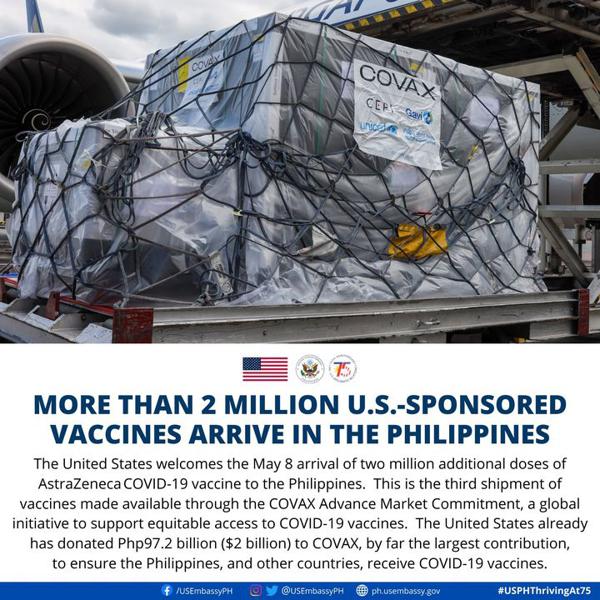 COVAX
COVAX
CEPI
Gavi
unicef
MORE THAN 2 MILLION U.S.-SPONSORED
VACCINES ARRIVE IN THE PHILIPPINES
The United States welcomes the May 8 arrival of two million additional doses of
AstraZeneca COVID-19 vaccine to the Philippines. This is the third shipment of
vaccines made available through the COVAX Advance Market Commitment, a global
initiative to support equitable access to COVID-19 vaccines. The United States already
has donated Php97.2 billion ($2 billion) to COVAX, by far the largest contribution,
to ensure the Philippines, and other countries, receive COVID-19 vaccines.
/USEmbassyPH @USEmbassyPH ph.usembassy.gov #USPHThrivingAt75